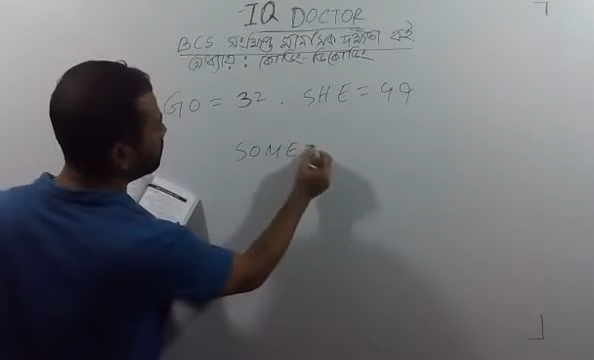 IQ DOCTOR
BCS সংক্ষিপ্ত মানসিক দক্ষতা বই
অধ্যায় : কোডিং-ডিকোডিং
GO = 32 . SHE = 49
SOME